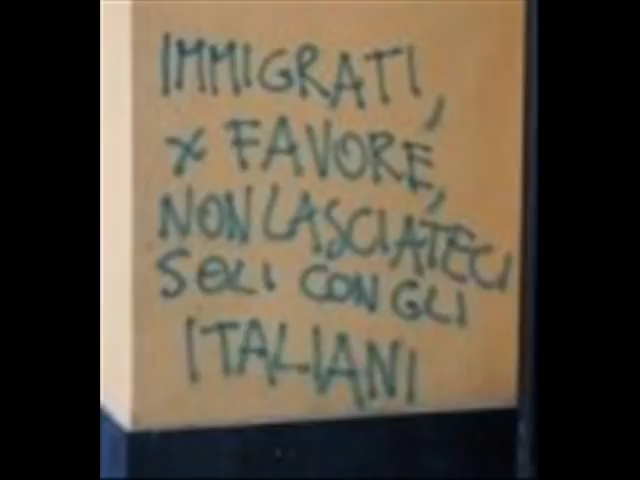 IMMIGRATI,
x FAVORE,
NON LASCIATECI
SOLI CON GLI
ITALIANI